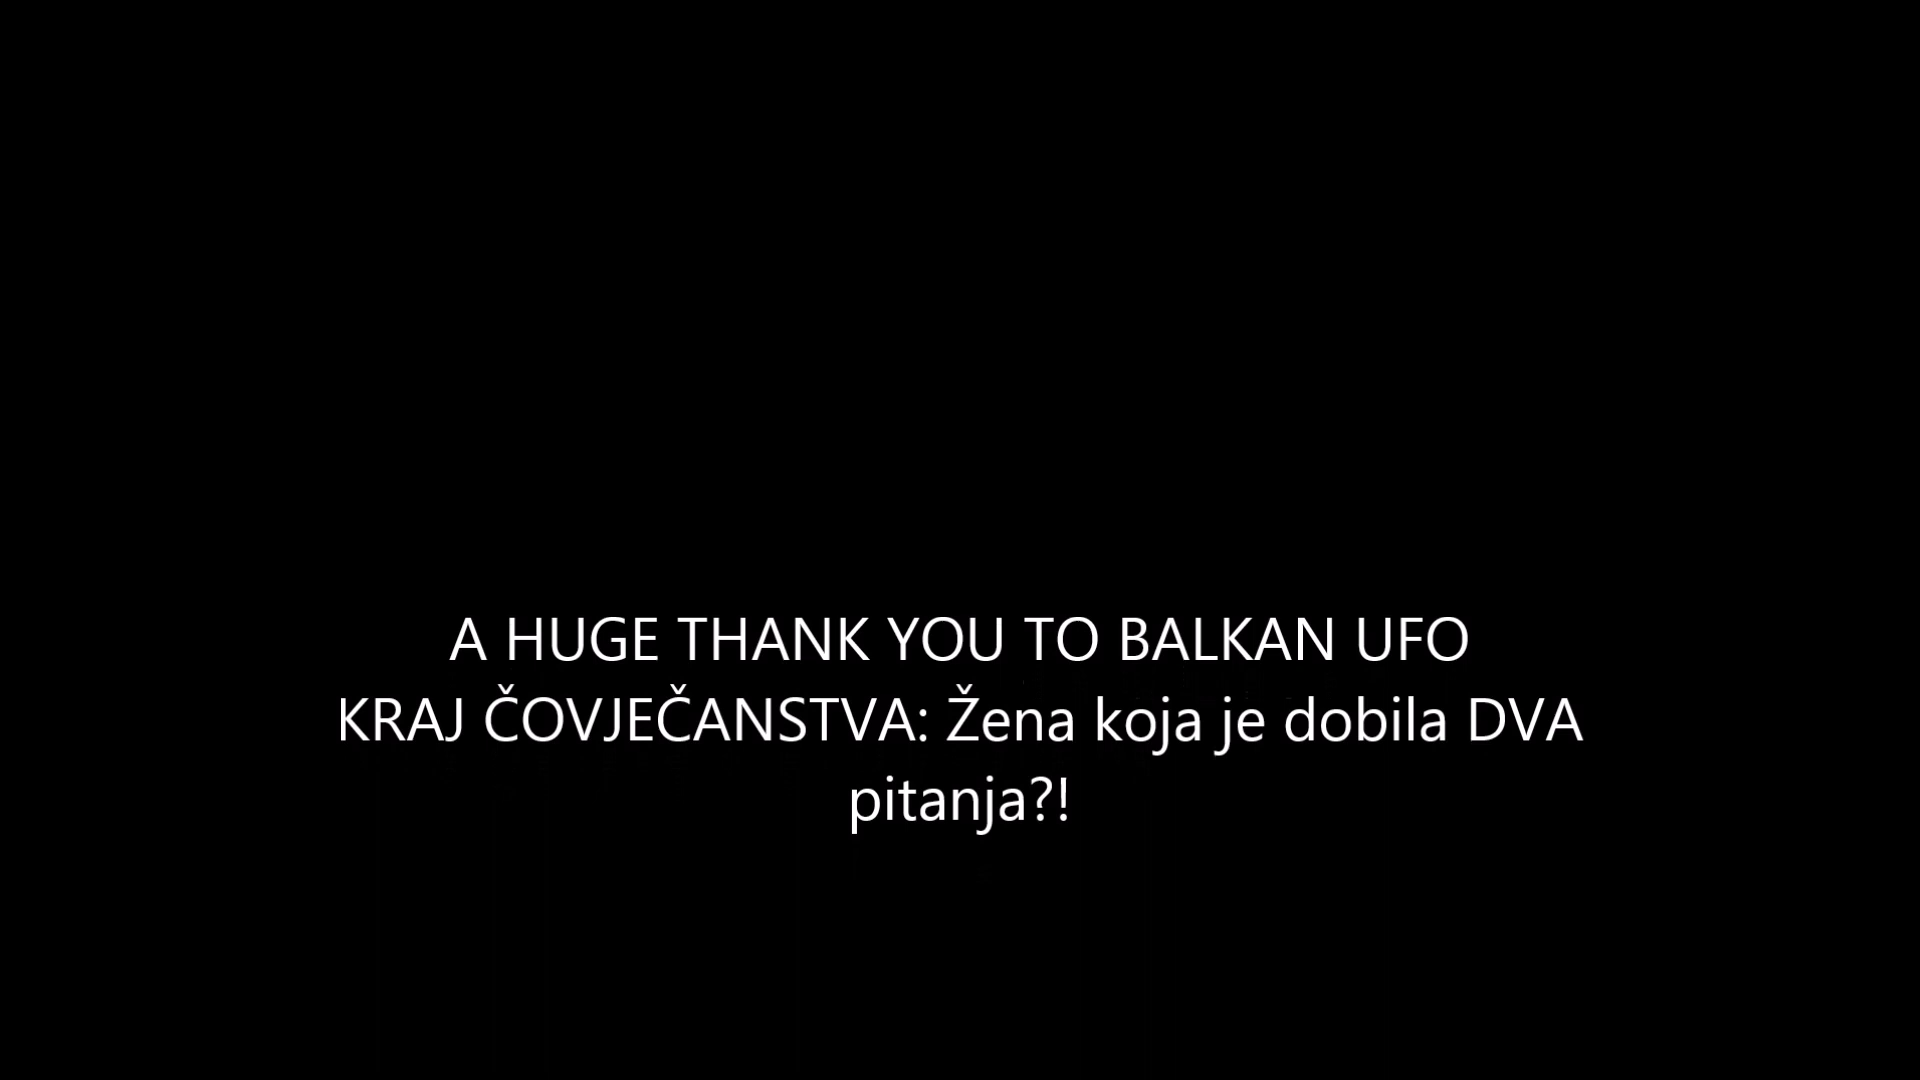 A HUGE THANK YOU TO BALKAN UFO
KRAJ ČOVJEČANSTVA: Žena koja je dobila DVA
pitanja?!